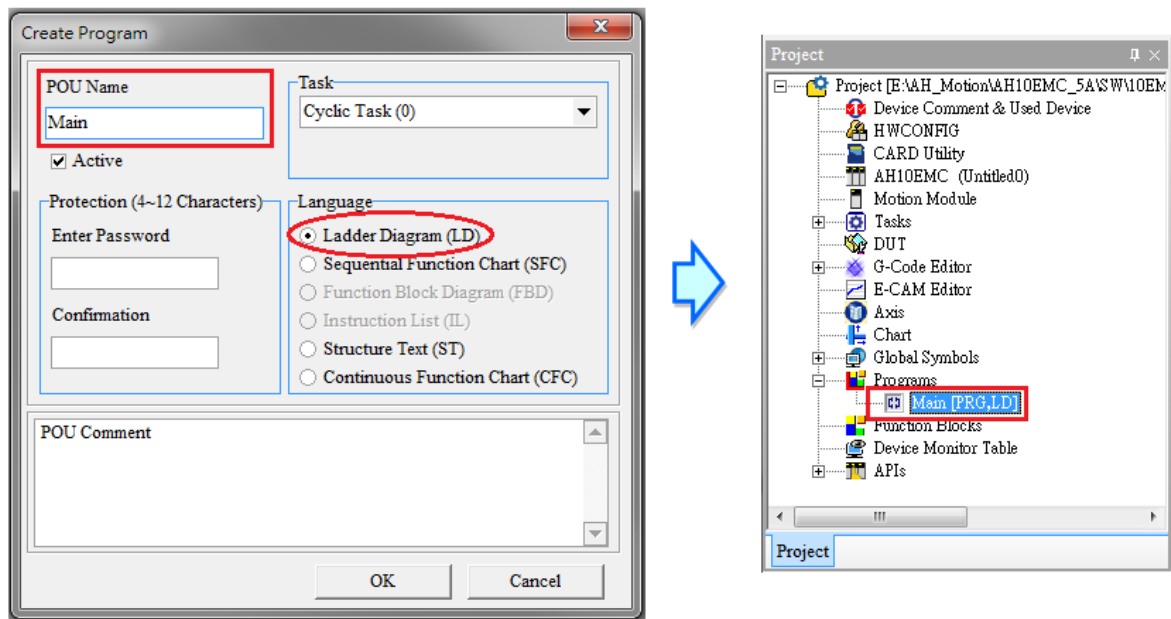 Create Program
POU Name
Main
Active
Task
Cyclic Task (0)
Protection (4~12 Characters)
Enter Password
Confirmation
Language
Ladder Diagram (LD)
Sequential Function Chart (SFC)
Function Block Diagram (FBD)
Instruction List (IL)
Structure Text (ST)
Continuous Function Chart (CFC)
POU Comment
OK
Cancel
Project
Project [E:\AH_Motion\AH10EMC_5A\SW\10EM
Device Comment & Used Device
HWCONFIG
CARD Utility
AH10EMC (Untitled0)
Motion Module
Tasks
DUT
G-Code Editor
E-CAM Editor
Axis
Chart
Global Symbols
Programs
Main [PRG,LD]
Function Blocks
Device Monitor Table
APIs
Project